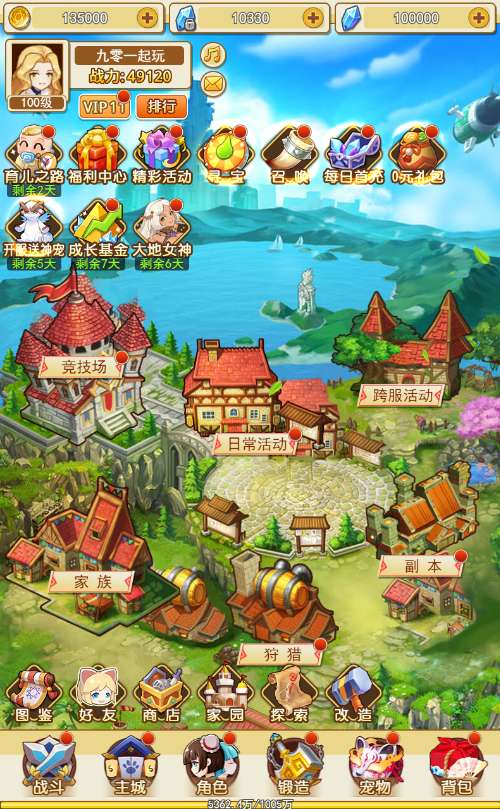 135000
10330
100000
九零一起玩
战力:49120
100级
VIP11
排行
育儿之路
福利中心
精彩活动
寻宝
召唤
每日首充
0元礼包
剩余2天
开服送神宠
成长基金
大地女神
剩余5天
剩余7天
剩余6天
竞技场
跨服活动
日常活动
家族
副本
狩猎
图鉴
好友
商店
家园
探索
改造
战斗
主城
角色
锻造
宠物
背包
5362.4万/1005万